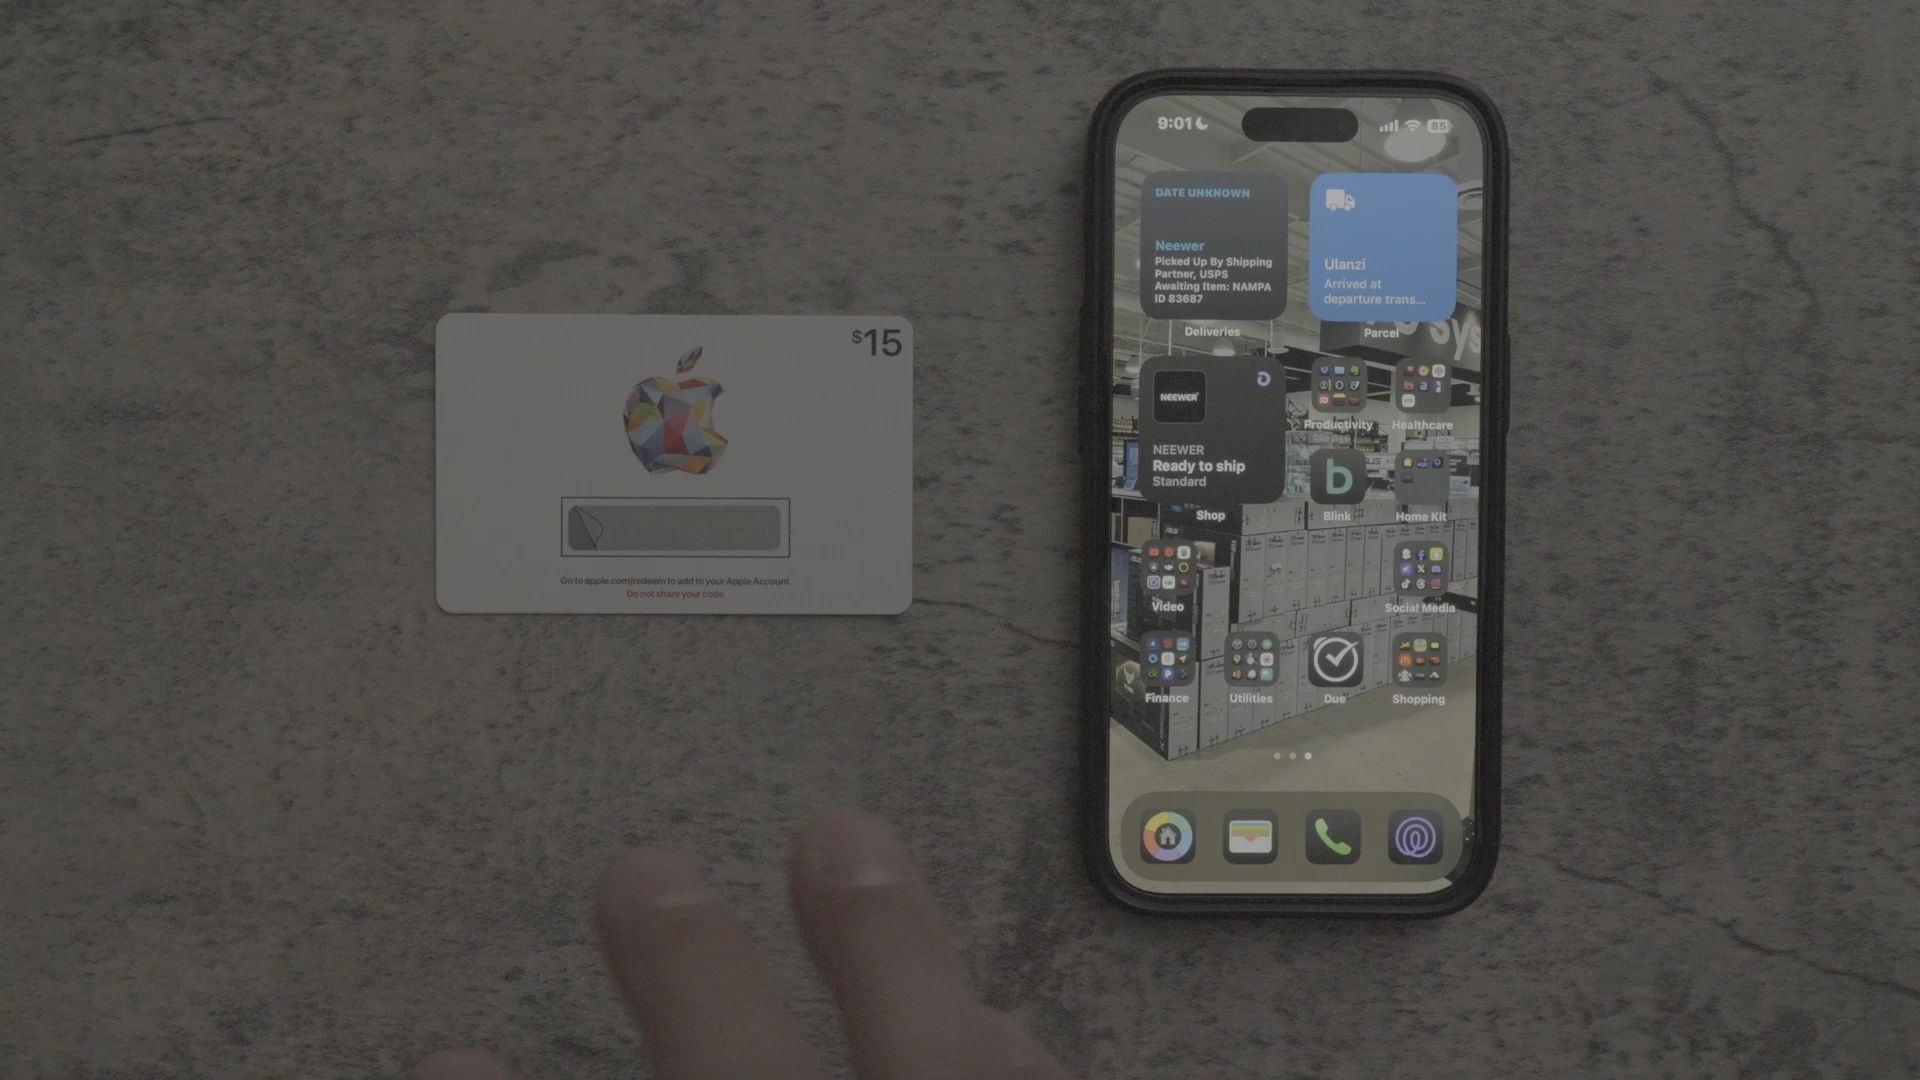 $15
Go to apple.com/redeem to add to your Apple Account.
Do not share your code.
9:01
85
DATE UNKNOWN
Neewer
Picked Up By Shipping
Partner, USPS
Awaiting Item: NAMPA
ID 83687
Deliveries
Ulanzi
Arrived at
departure trans...
Parcel
Sys
NEEWER
NEEWER
Ready to ship
Standard
Shop
Productivity
Healthcare
Blink
Home Kit
Video
Social Media
Finance
Utilities
Due
Shopping